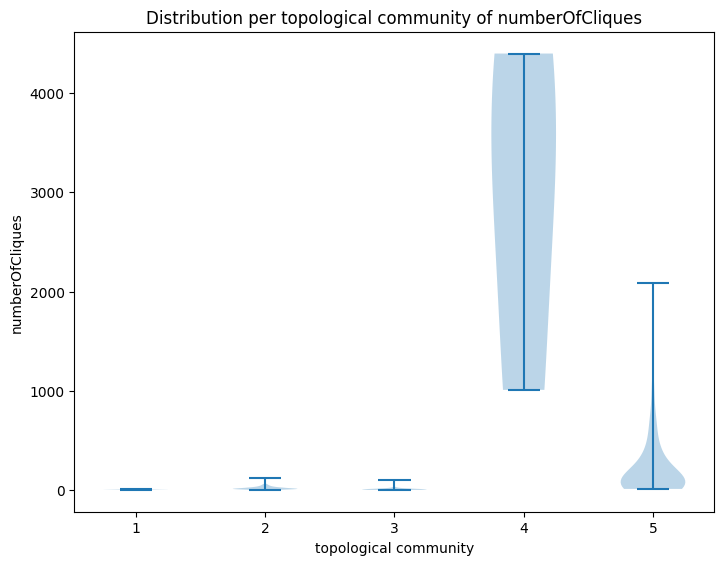 Distribution per topological community of numberOfCliques
numberOfCliques
4000
3000
2000
1000
0
1 2 3 4 5
topological community